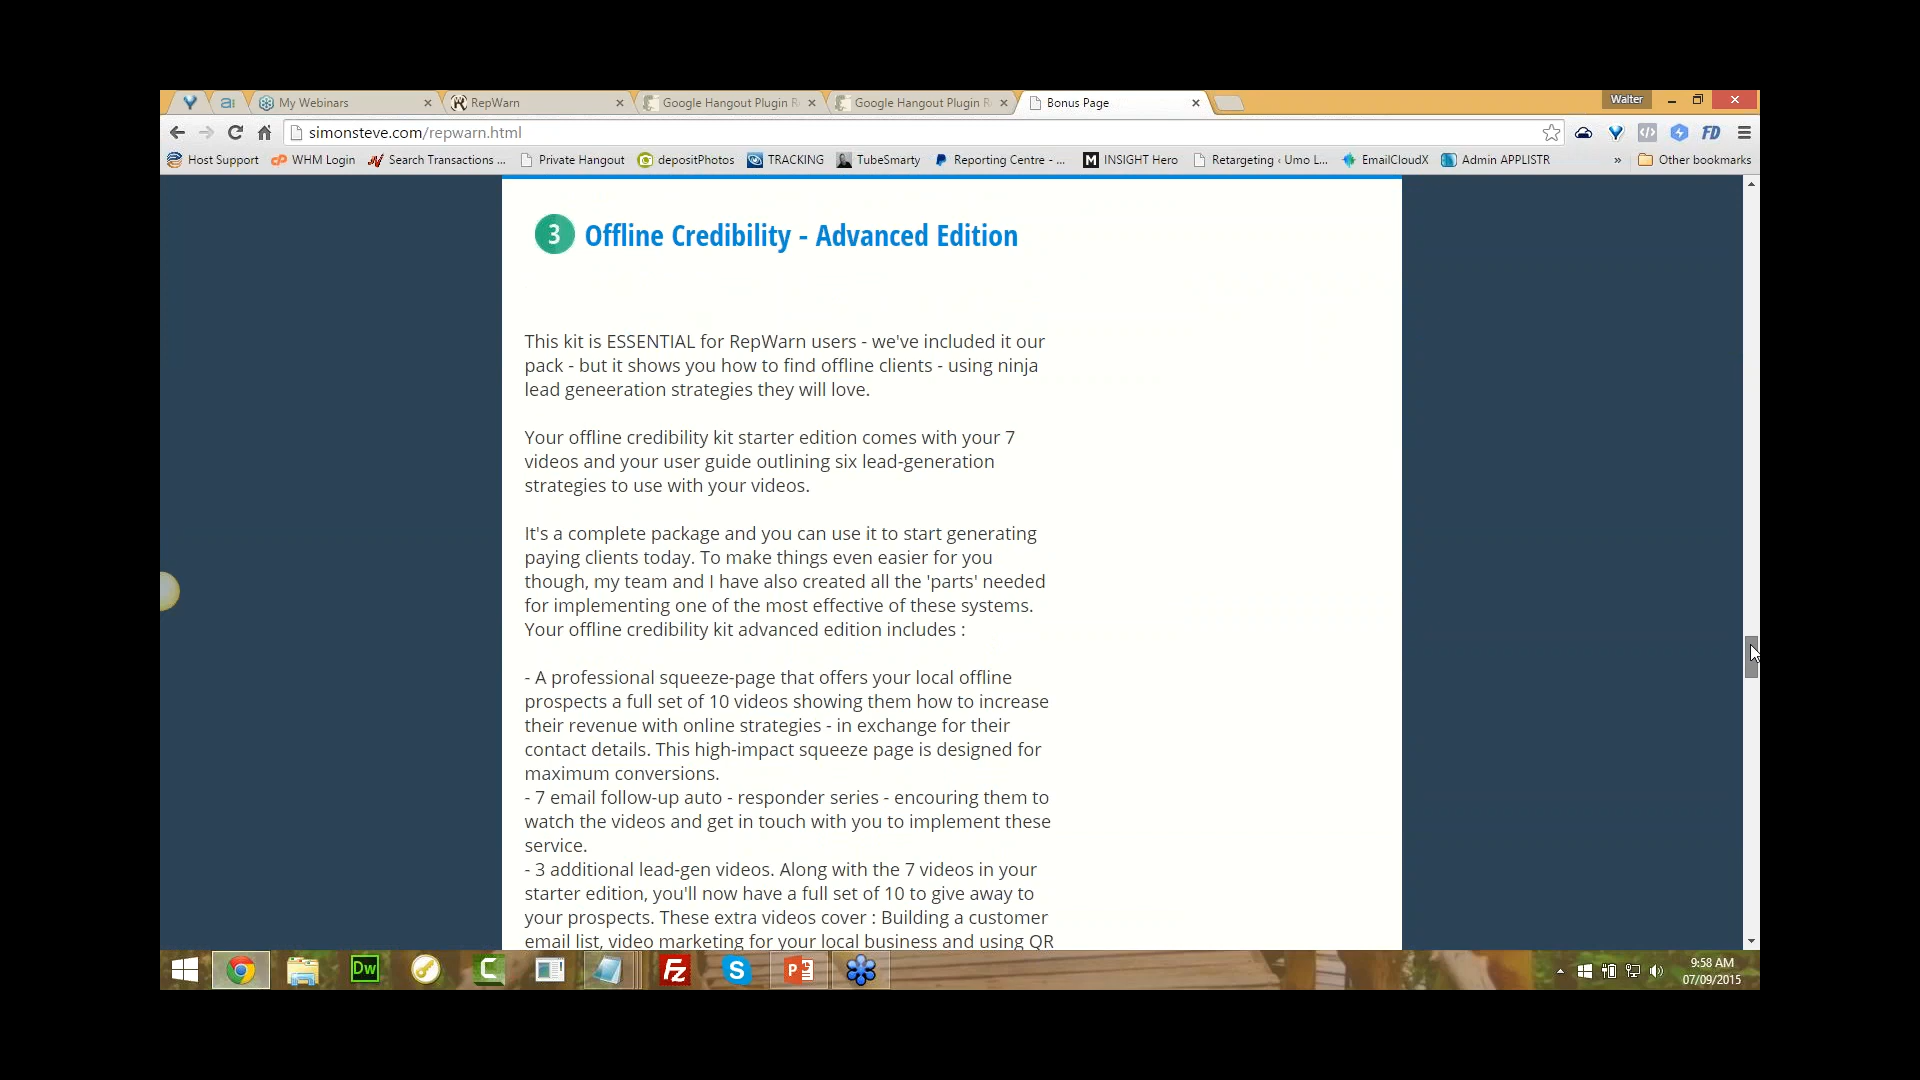 My Webinars
RepWarn
Google Hangout Plugin R
Google Hangout Plugin R
Bonus Page
Walter
simonsteve.com/repwarn.html
FD
Host Support
WHM Login
Search Transactions ...
Private Hangout
depositPhotos
TRACKING
TubeSmarty
Reporting Centre - ...
INSIGHT Hero
Retargeting ‹ Umo L...
EmailCloudX
Admin APPLISTR
»
Other bookmarks
3 Offline Credibility - Advanced Edition
This kit is ESSENTIAL for RepWarn users - we've included it our
pack - but it shows you how to find offline clients - using ninja
lead geneeration strategies they will love.
Your offline credibility kit starter edition comes with your 7
videos and your user guide outlining six lead-generation
strategies to use with your videos.
It's a complete package and you can use it to start generating
paying clients today. To make things even easier for you
though, my team and I have also created all the 'parts' needed
for implementing one of the most effective of these systems.
Your offline credibility kit advanced edition includes :
- A professional squeeze-page that offers your local offline
prospects a full set of 10 videos showing them how to increase
their revenue with online strategies - in exchange for their
contact details. This high-impact squeeze page is designed for
maximum conversions.
- 7 email follow-up auto - responder series - encouring them to
watch the videos and get in touch with you to implement these
service.
- 3 additional lead-gen videos. Along with the 7 videos in your
starter edition, you'll now have a full set of 10 to give away to
your prospects. These extra videos cover : Building a customer
email list, video marketing for your local business and using QR
Dw
9:58 AM
07/09/2015